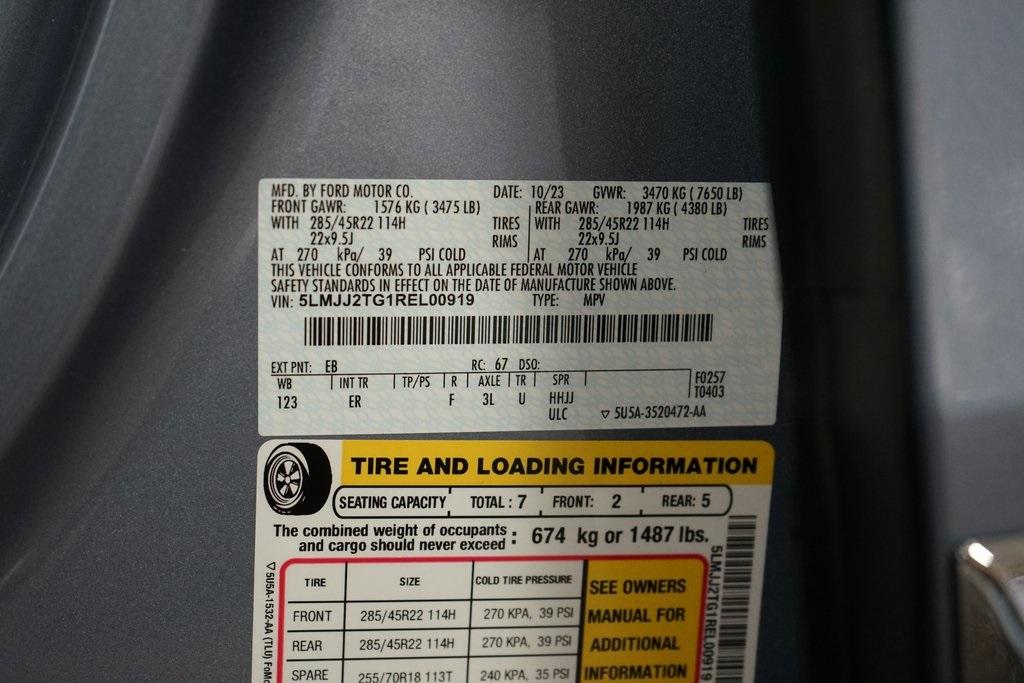 MFD. BY FORD MOTOR CO. DATE: 10/23 GVWR: 3470 KG ( 7650 LB)
FRONT GAWR: 1576 KG ( 3475 LB) REAR GAWR: 1987 KG ( 4380 LB)
WITH 285/45R22 114H TIRES WITH 285/45R22 114H TIRES
22x9.5J RIMS 22x9.5J RIMS
AT 270 kPa/ 39 PSI COLD AT 270 kPa/ 39 PSI COLD
THIS VEHICLE CONFORMS TO ALL APPLICABLE FEDERAL MOTOR VEHICLE
SAFETY STANDARDS IN EFFECT ON THE DATE OF MANUFACTURE SHOWN ABOVE.
VIN: 5LMJJ2TG1REL00919 TYPE: MPV
EXT PNT: EB RC: 67 DSO:
WB INT TR TP/PS R AXLE TR SPR F0257
123 ER F 3L U HHJJ T0403
ULC ▽ 5U5A-3520472-AA
TIRE AND LOADING INFORMATION
SEATING CAPACITY TOTAL : 7 FRONT: 2 REAR: 5
The combined weight of occupants
and cargo should never exceed : 674 kg or 1487 lbs.
TIRE SIZE COLD TIRE PRESSURE
FRONT 285/45R22 114H 270 KPA, 39 PSI
REAR 285/45R22 114H 270 KPA, 39 PSI
SPARE 255/70R18 113T 240 KPA, 35 PSI
SEE OWNERS
MANUAL FOR
ADDITIONAL
INFORMATION
5LMJJ2TG1REL00919
▽ 5U5A-1532-AA (TLU)